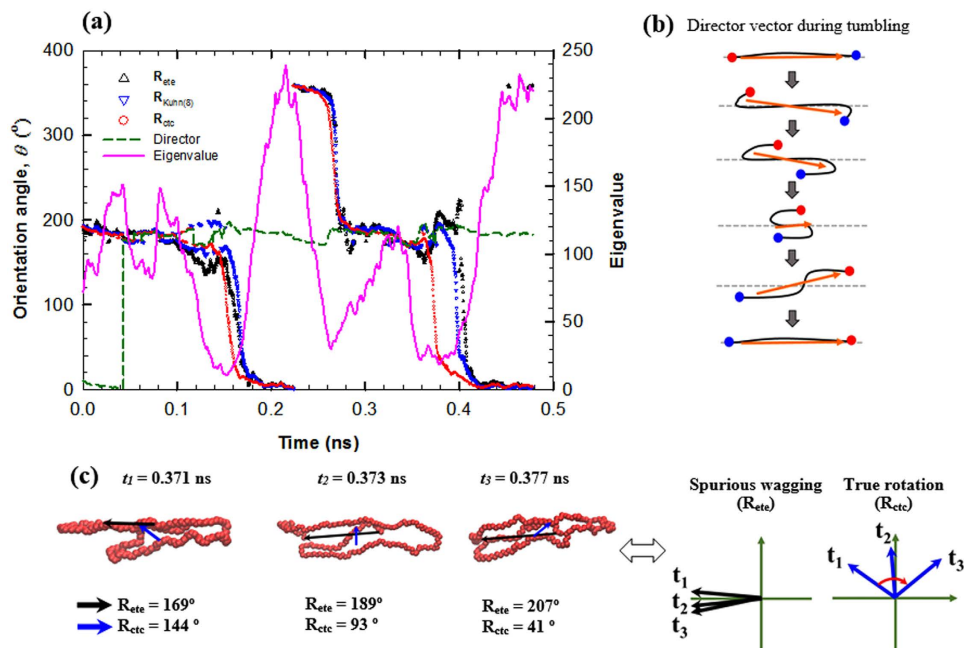 (a)
Orientation angle, θ (°)
400
300
200
100
0
R_ete
R_Kuhn(8)
R_ctc
Director
Eigenvalue
250
200
150
100
50
0
Eigenvalue
0.0 0.1 0.2 0.3 0.4 0.5
Time (ns)
(b) Director vector during tumbling
(c)
t₁ = 0.371 ns t₂ = 0.373 ns t₃ = 0.377 ns
R_ete = 169° R_ete = 189° R_ete = 207°
R_ctc = 144 ° R_ctc = 93 ° R_ctc = 41 °
Spurious wagging
(R_ete)
t₁
t₂
t₃
True rotation
(R_ctc)
t₁
t₂
t₃